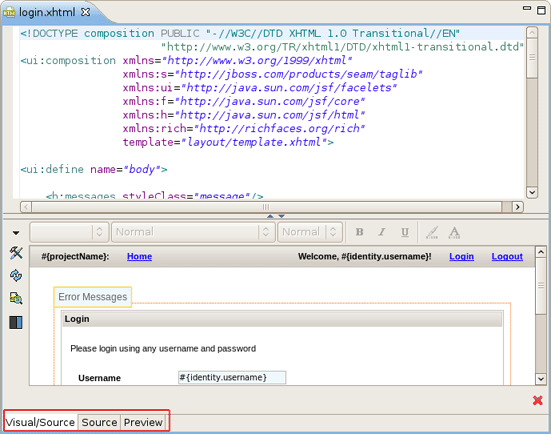 login.xhtml
<!DOCTYPE composition PUBLIC "-//W3C//DTD XHTML 1.0 Transitional//EN"
"http://www.w3.org/TR/xhtml1/DTD/xhtml1-transitional.dtd"
<ui:composition xmlns="http://www.w3.org/1999/xhtml"
xmlns:s="http://jboss.com/products/seam/taglib"
xmlns:ui="http://java.sun.com/jsf/facelets"
xmlns:f="http://java.sun.com/jsf/core"
xmlns:h="http://java.sun.com/jsf/html"
xmlns:rich="http://richfaces.org/rich"
template="layout/template.xhtml">
<ui:define name="body">
<h:messages styleClass="message"/>
Normal Normal B I U A
#{projectName}: Home Welcome, #{identity.username}! Login Logout
Error Messages
Login
Please login using any username and password
Username #{identity.username}
Visual/Source Source Preview